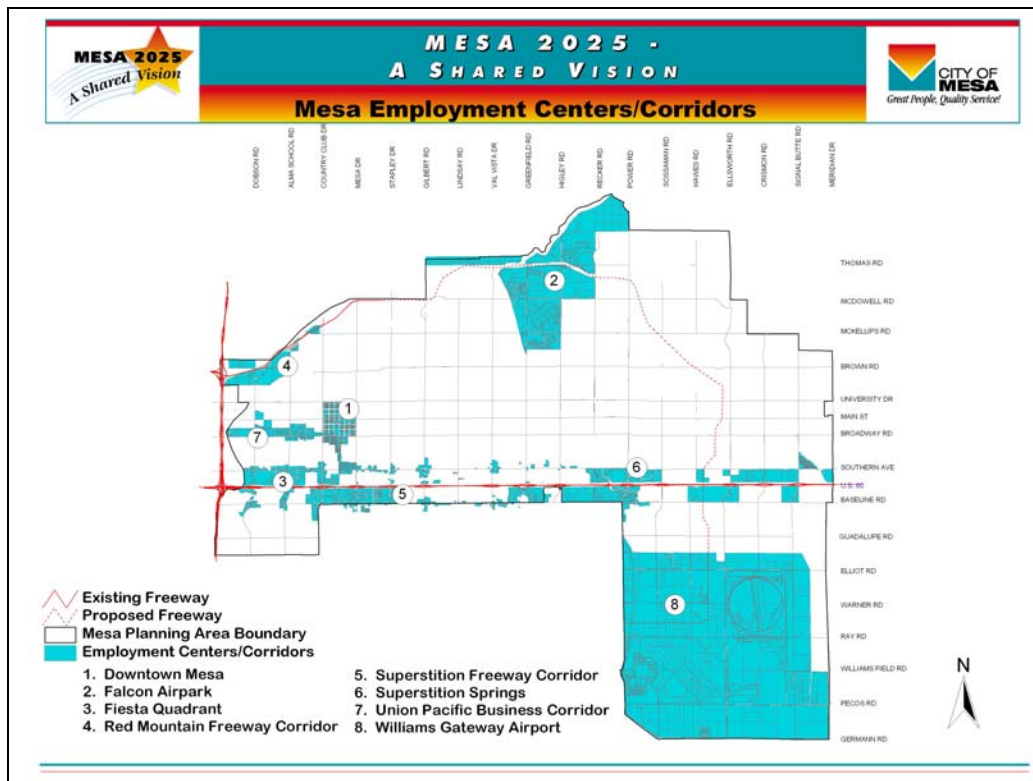 MESA 2025
A Shared Vision
MESA 2025 -
A SHARED VISION
Mesa Employment Centers/Corridors
CITY OF
MESA
Great People, Quality Service!
DOBSON RD
ALMA SCHOOL RD
COUNTRY CLUB DR
MESA DR
STAPLEY DR
GILBERT RD
LINDSAY RD
VAL VISTA DR
GREENFIELD RD
HIGLEY RD
RECKER RD
POWER RD
SOSSAMAN RD
HAWES RD
ELLSWORTH RD
CRISMON RD
SIGNAL BUTTE RD
MERIDIAN DR
THOMAS RD
2
MCDOWELL RD
MCKELLIPS RD
4
BROWN RD
UNIVERSITY DR
1
MAIN ST
7
BROADWAY RD
6
SOUTHERN AVE
3
U.S. 60
5
BASELINE RD
GUADALUPE RD
ELLIOT RD
8
WARNER RD
RAY RD
WILLIAMS FIELD RD
PECOS RD
GERMANN RD
Existing Freeway
Proposed Freeway
Mesa Planning Area Boundary
Employment Centers/Corridors
1. Downtown Mesa
2. Falcon Airpark
3. Fiesta Quadrant
4. Red Mountain Freeway Corridor
5. Superstition Freeway Corridor
6. Superstition Springs
7. Union Pacific Business Corridor
8. Williams Gateway Airport
N